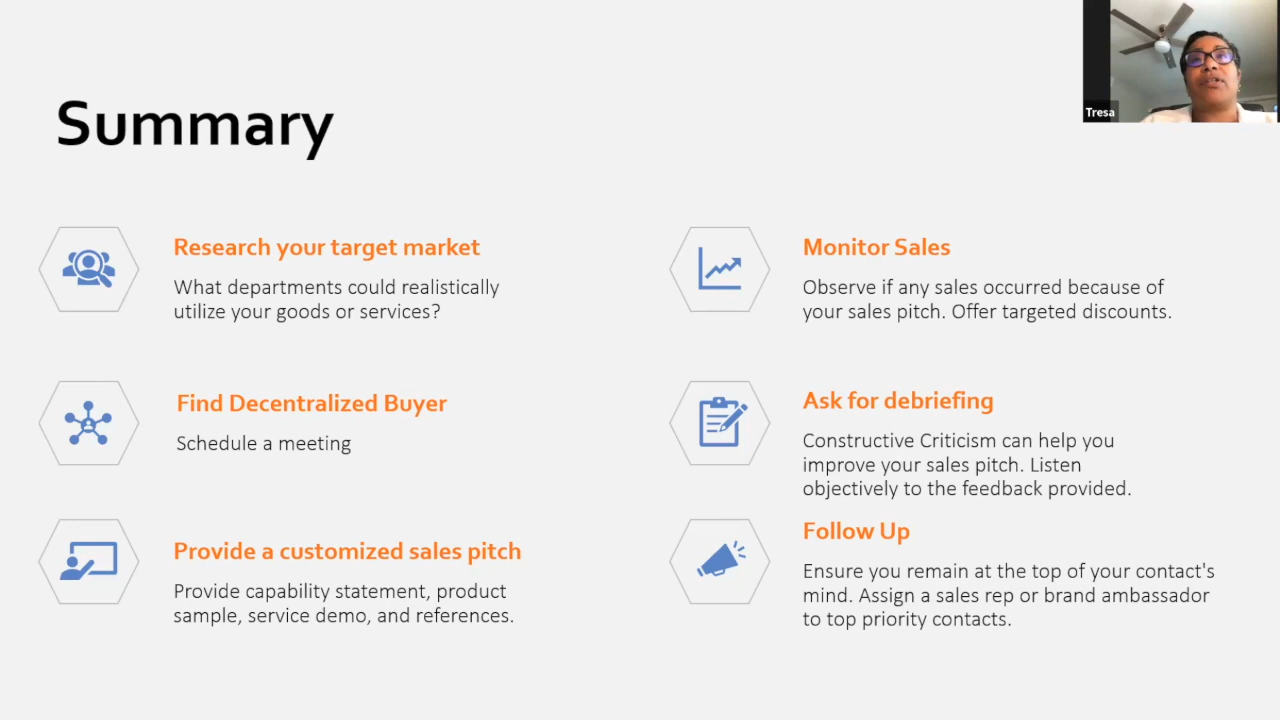 Summary
Tresa
Research your target market
What departments could realistically
utilize your goods or services?
Find Decentralized Buyer
Schedule a meeting
Provide a customized sales pitch
Provide capability statement, product
sample, service demo, and references.
Monitor Sales
Observe if any sales occurred because of
your sales pitch. Offer targeted discounts.
Ask for debriefing
Constructive Criticism can help you
improve your sales pitch. Listen
objectively to the feedback provided.
Follow Up
Ensure you remain at the top of your contact's
mind. Assign a sales rep or brand ambassador
to top priority contacts.